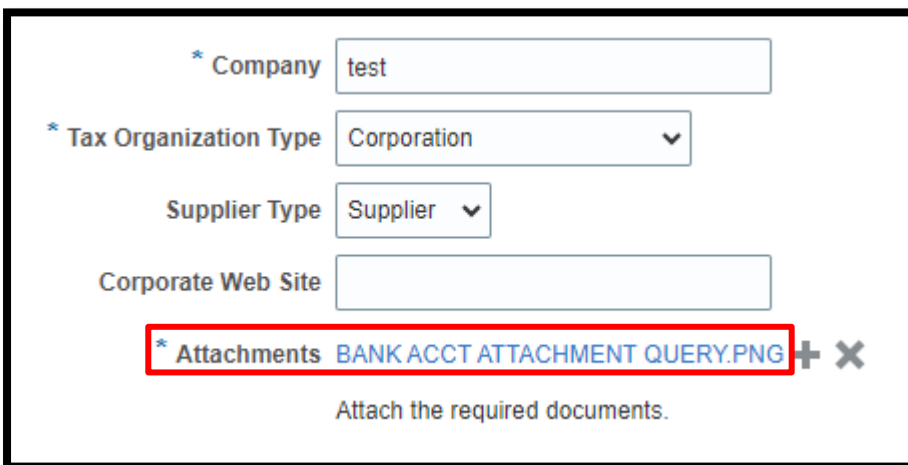 * Company test
* Tax Organization Type Corporation
Supplier Type Supplier
Corporate Web Site
* Attachments BANK ACCT ATTACHMENT QUERY.PNG
Attach the required documents.